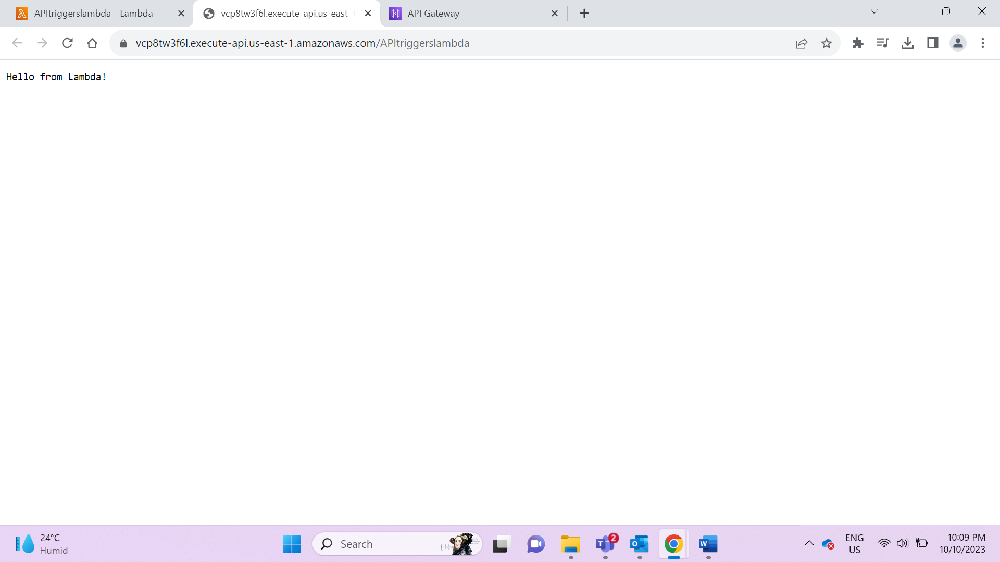 APItriggerslambda - Lambda
vcp8tw3f6l.execute-api.us-east-
API Gateway
vcp8tw3f6l.execute-api.us-east-1.amazonaws.com/APItriggerslambda
Hello from Lambda!
24°C
Humid
Search
2
ENG
US
10:09 PM
10/10/2023